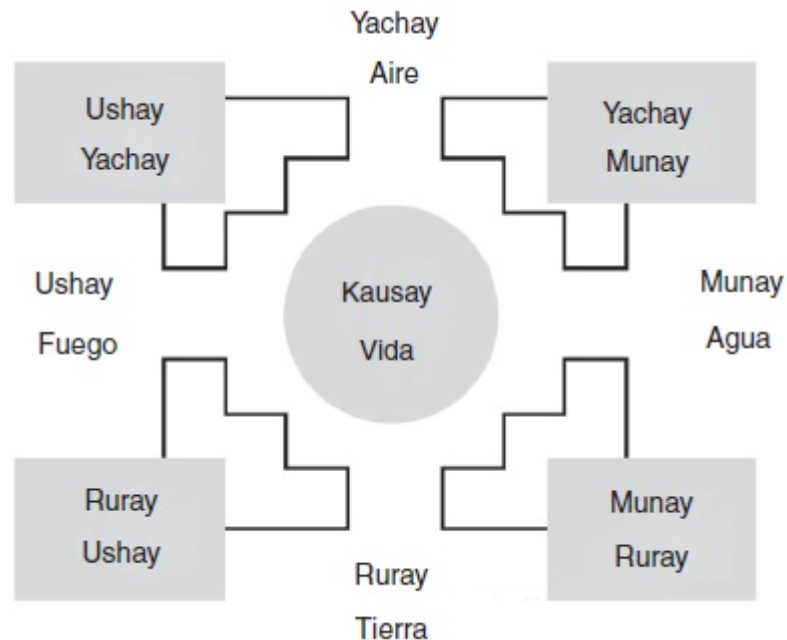 Yachay
Aire
Ushay
Yachay
Yachay
Munay
Ushay
Fuego
Kausay
Vida
Munay
Agua
Ruray
Ushay
Munay
Ruray
Ruray
Tierra